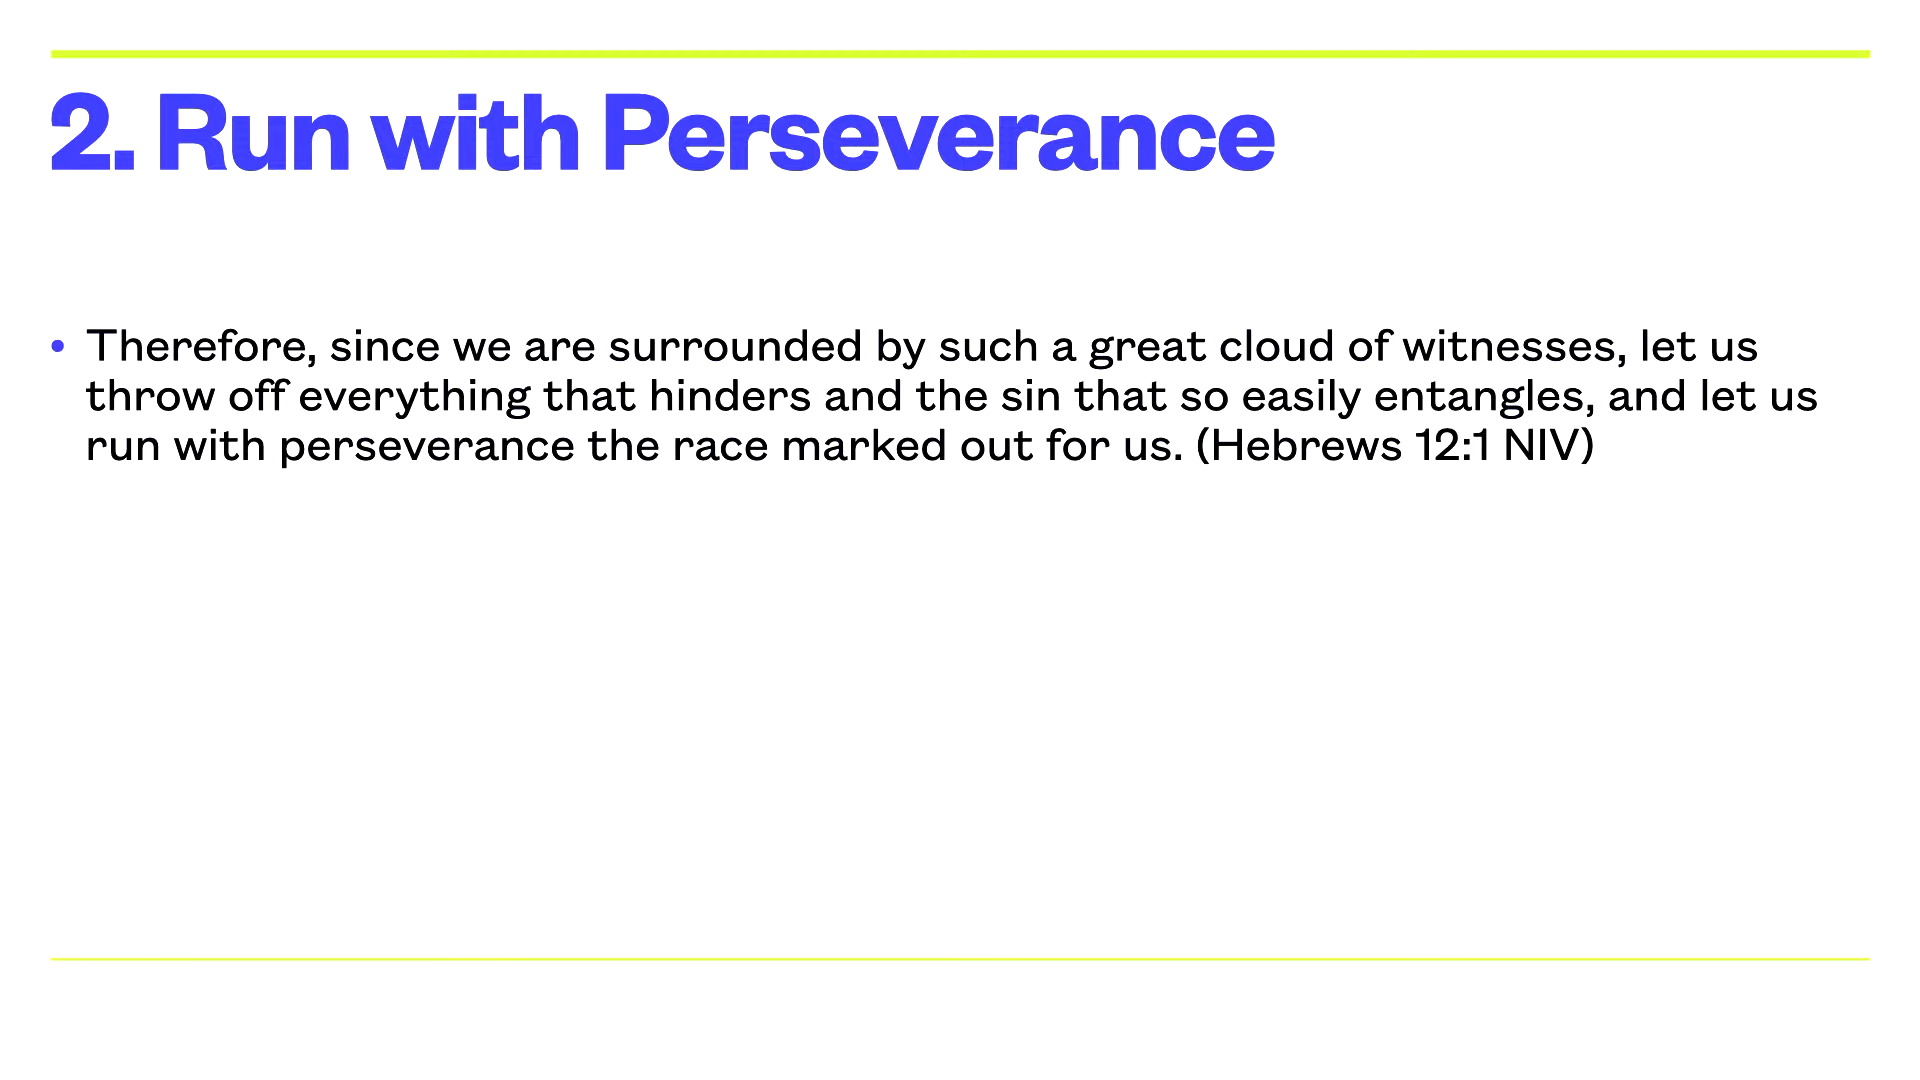 2. Run with Perseverance
• Therefore, since we are surrounded by such a great cloud of witnesses, let us
throw off everything that hinders and the sin that so easily entangles, and let us
run with perseverance the race marked out for us. (Hebrews 12:1 NIV)